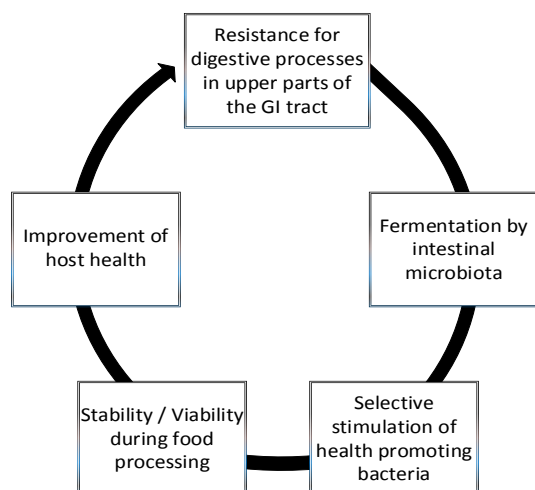 Resistance for
digestive processes
in upper parts of
the GI tract
Fermentation by
intestinal
microbiota
Selective
stimulation of
health promoting
bacteria
Stability / Viability
during food
processing
Improvement of
host health